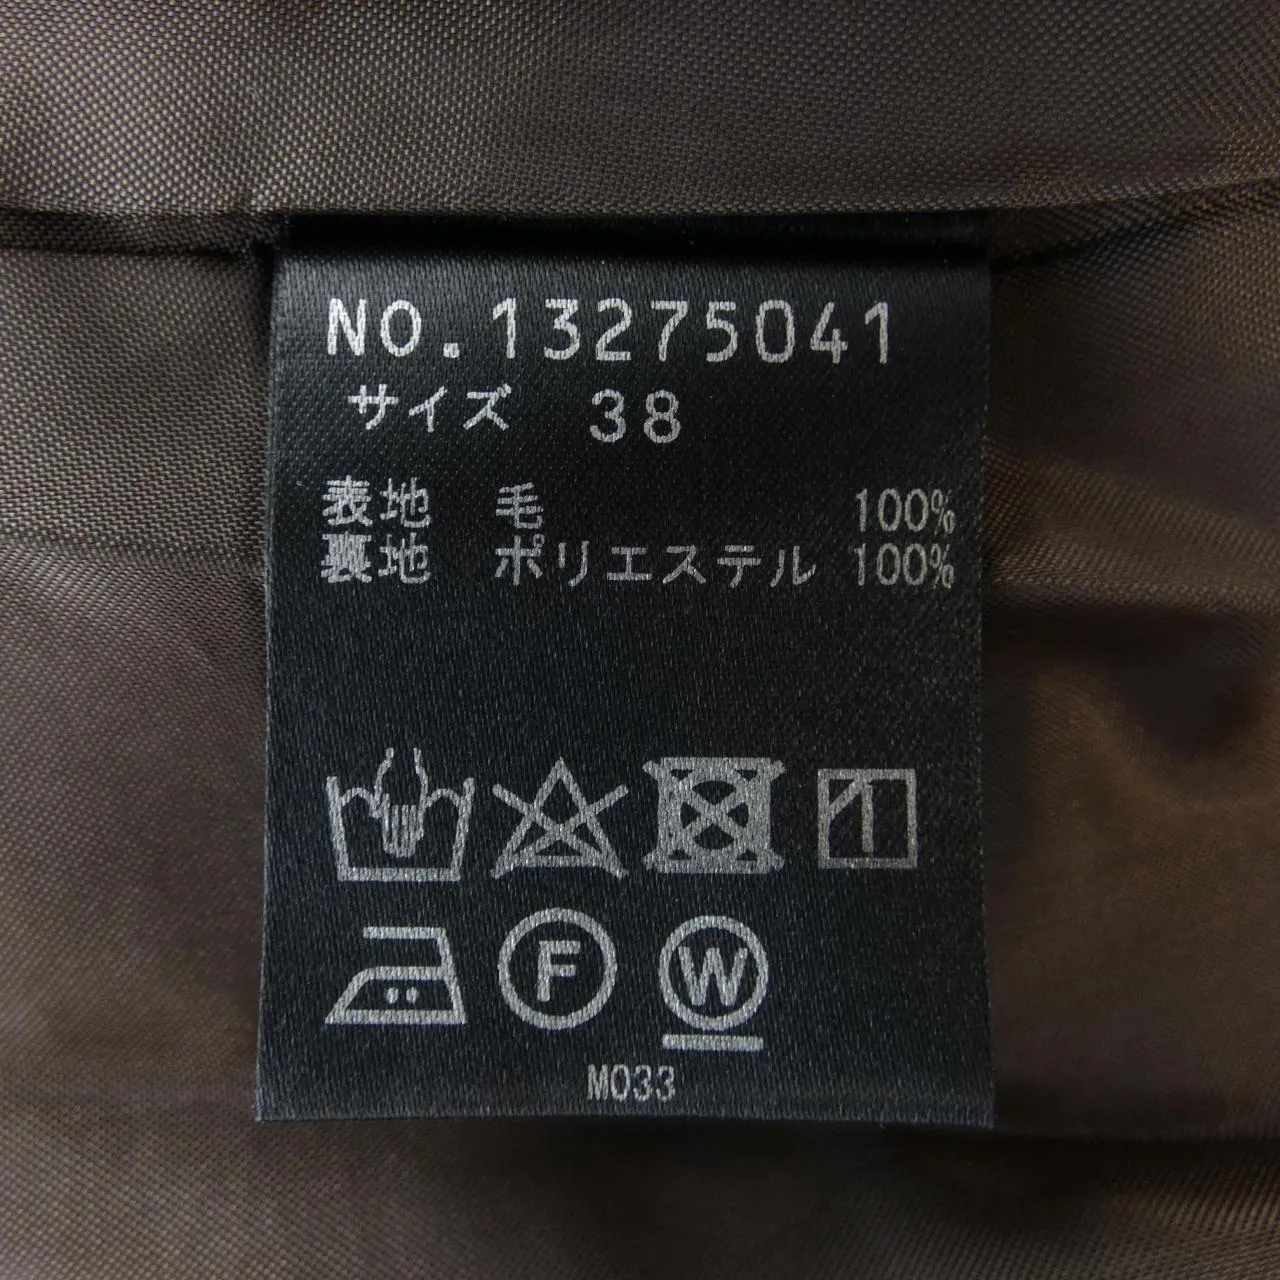 NO.13275041
サイズ 38
表地 毛 100%
裏地 ポリエステル 100%
F W
M033